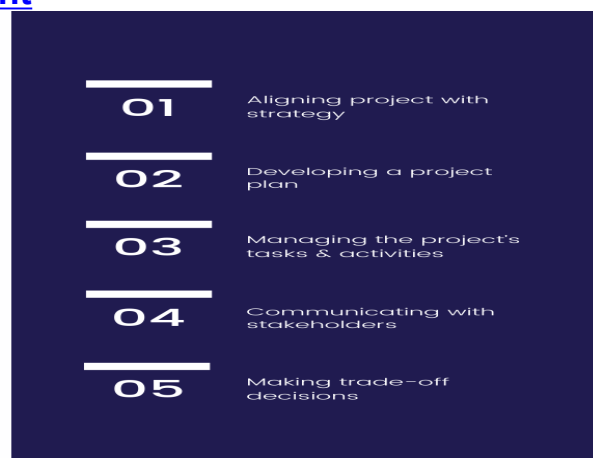 nt
01
Aligning project with
strategy
02
Developing a project
plan
03
Managing the project's
tasks & activities
04
Communicating with
stakeholders
05
Making trade-off
decisions